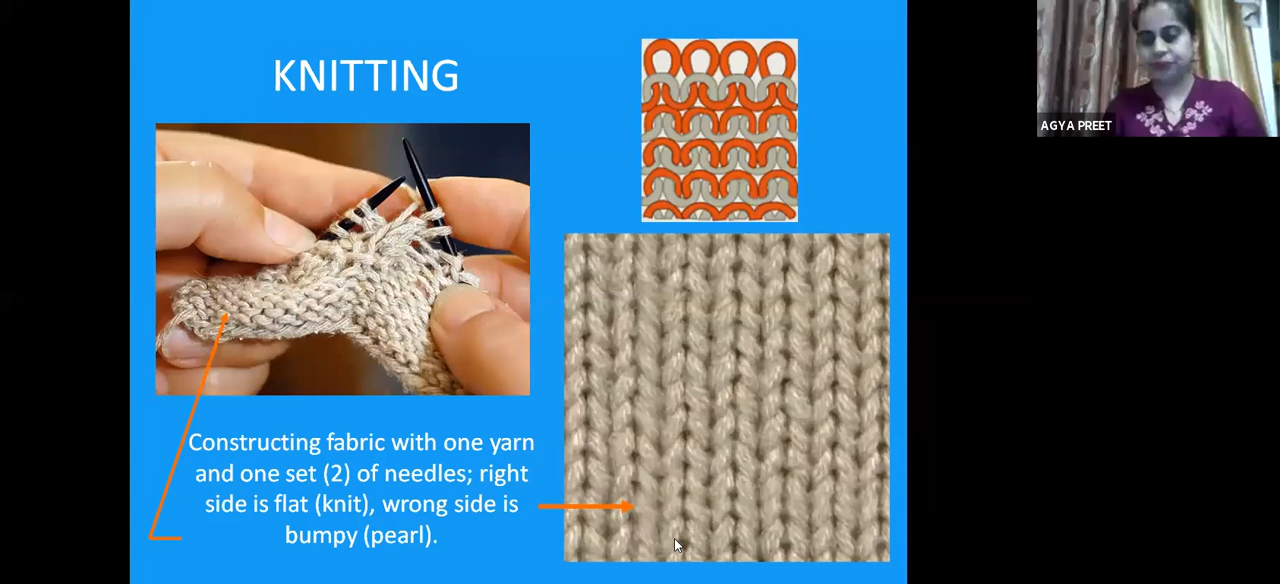 KNITTING
AGYA PREET
Constructing fabric with one yarn
and one set (2) of needles; right
side is flat (knit), wrong side is
bumpy (pearl).